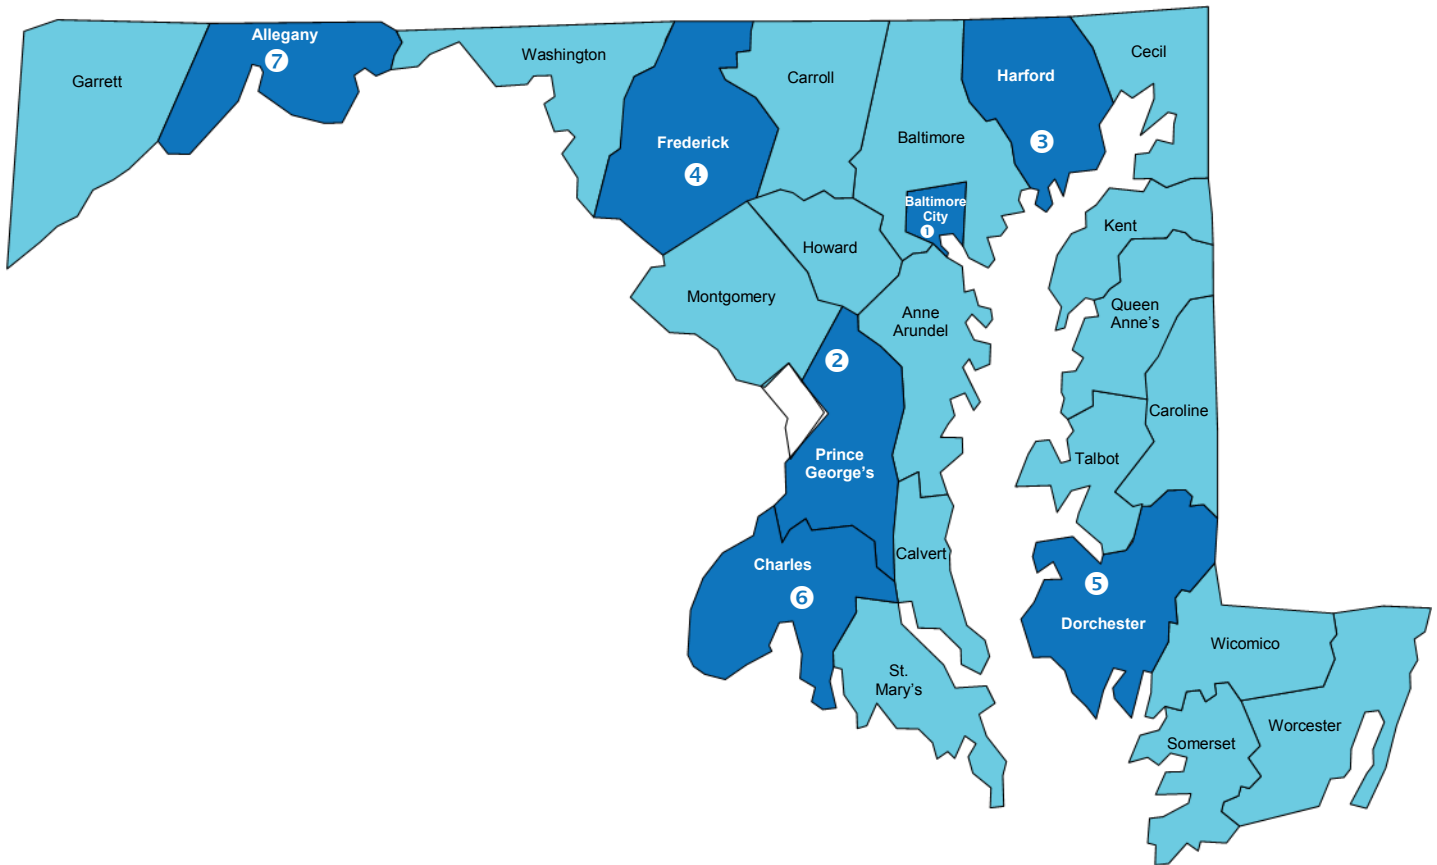 Allegany
7
Garrett
Washington
Frederick
4
Carroll
Baltimore
Harford
3
Cecil
Baltimore
City
1
Kent
Howard
Montgomery
Anne
Arundel
Queen
Anne's
2
Prince
George's
Caroline
Talbot
Calvert
Charles
6
5
Dorchester
St.
Mary's
Wicomico
Worcester
Somerset